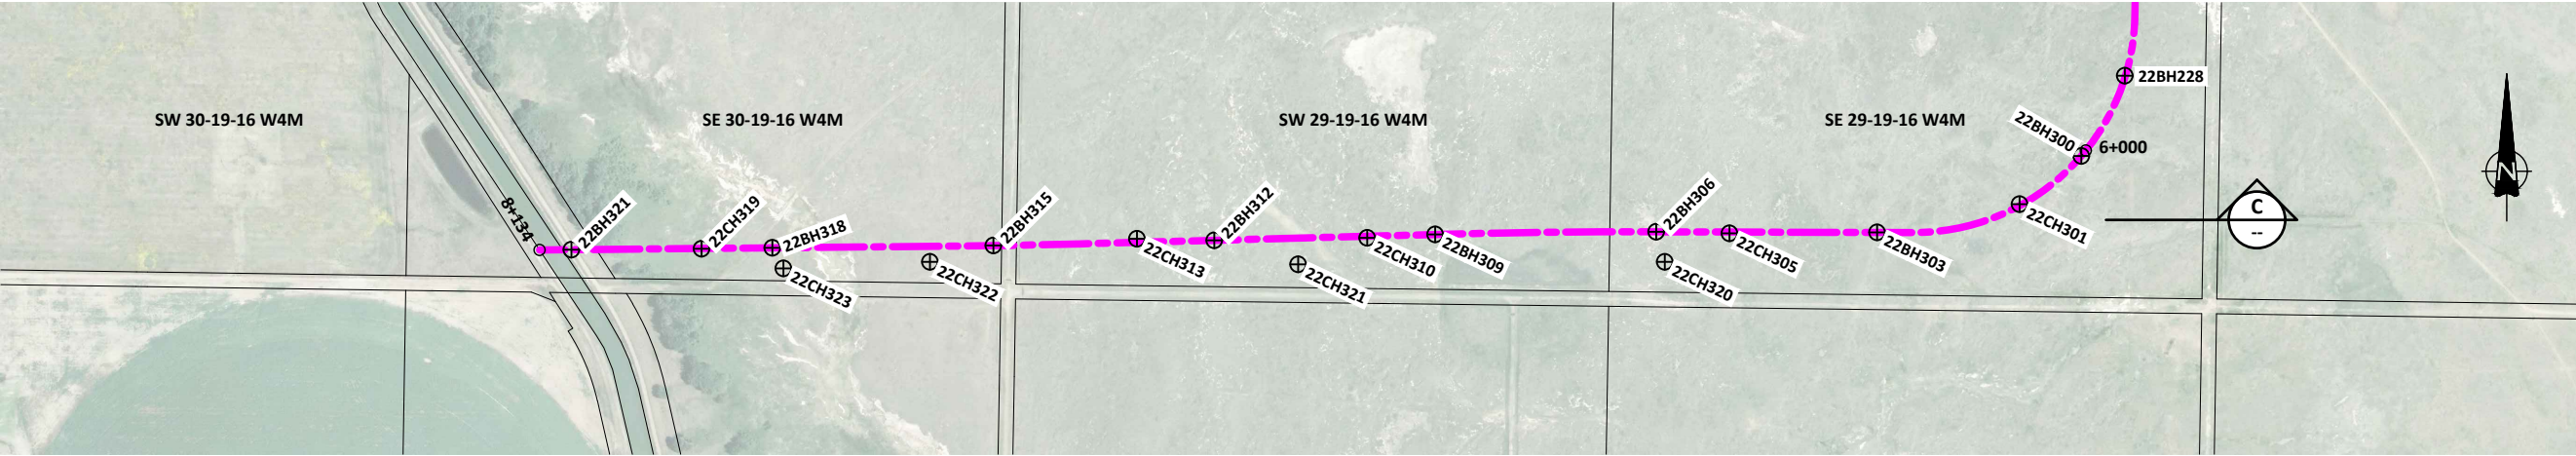 22BH228
SW 30-19-16 W4M
SE 30-19-16 W4M
SW 29-19-16 W4M
SE 29-19-16 W4M
22BH300
6+000
N
8+134
22BH321
22CH319
22BH318
22BH315
22CH313
22BH312
22CH310
22BH309
22BH306
22CH305
22BH303
22CH301
C
--
22CH323
22CH322
22CH321
22CH320